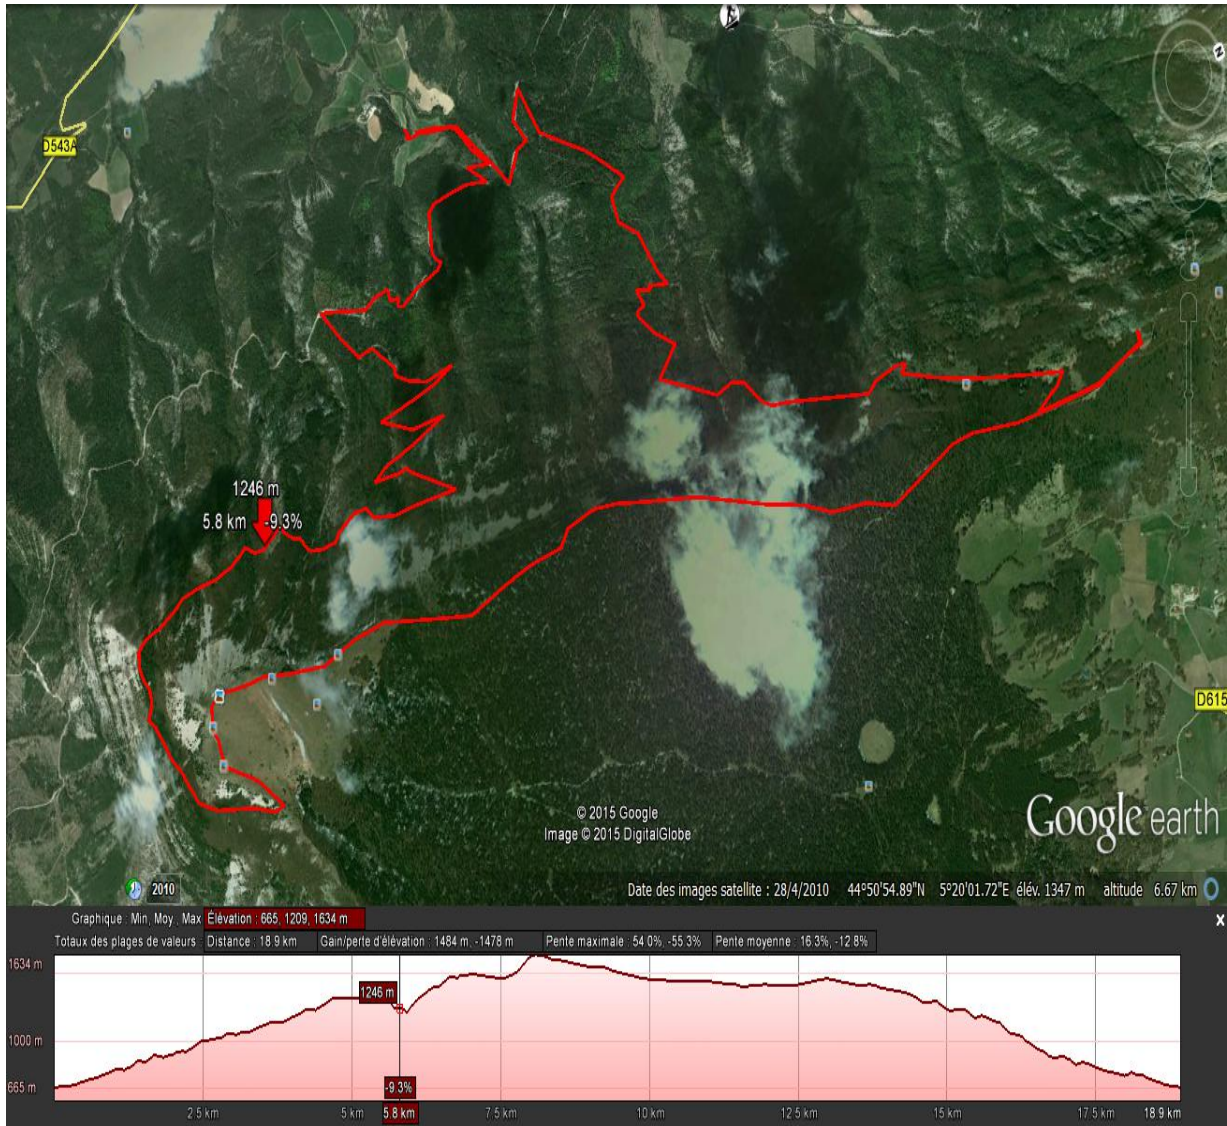 D543A
1246 m
5.8 km -9.3%
D615
© 2015 Google
Image © 2015 DigitalGlobe
Google earth
2010
Date des images satellite : 28/4/2010 44°50'54.89"N 5°20'01.72"E élév. 1347 m altitude 6.67 km
Graphique : Min, Moy., Max Élévation : 665, 1209, 1634 m
X
Totaux des plages de valeurs : Distance : 18.9 km Gain/perte d'élévation : 1484 m, -1478 m Pente maximale : 54.0%, -55.3% Pente moyenne : 16.3%, -12.8%
1634 m
1246 m
1000 m
665 m
-9.3%
2.5 km 5 km 5.8 km 7.5 km 10 km 12.5 km 15 km 17.5 km 18.9 km